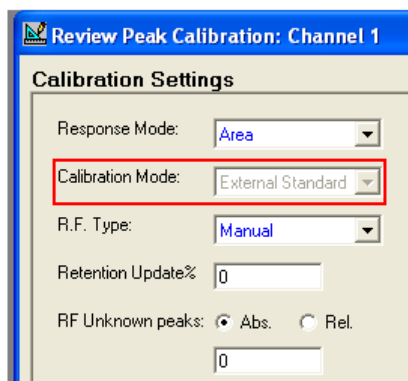 Review Peak Calibration: Channel 1
Calibration Settings
Response Mode: Area
Calibration Mode: External Standard
R.F. Type: Manual
Retention Update% 0
RF Unknown peaks: Abs. Rel.
0